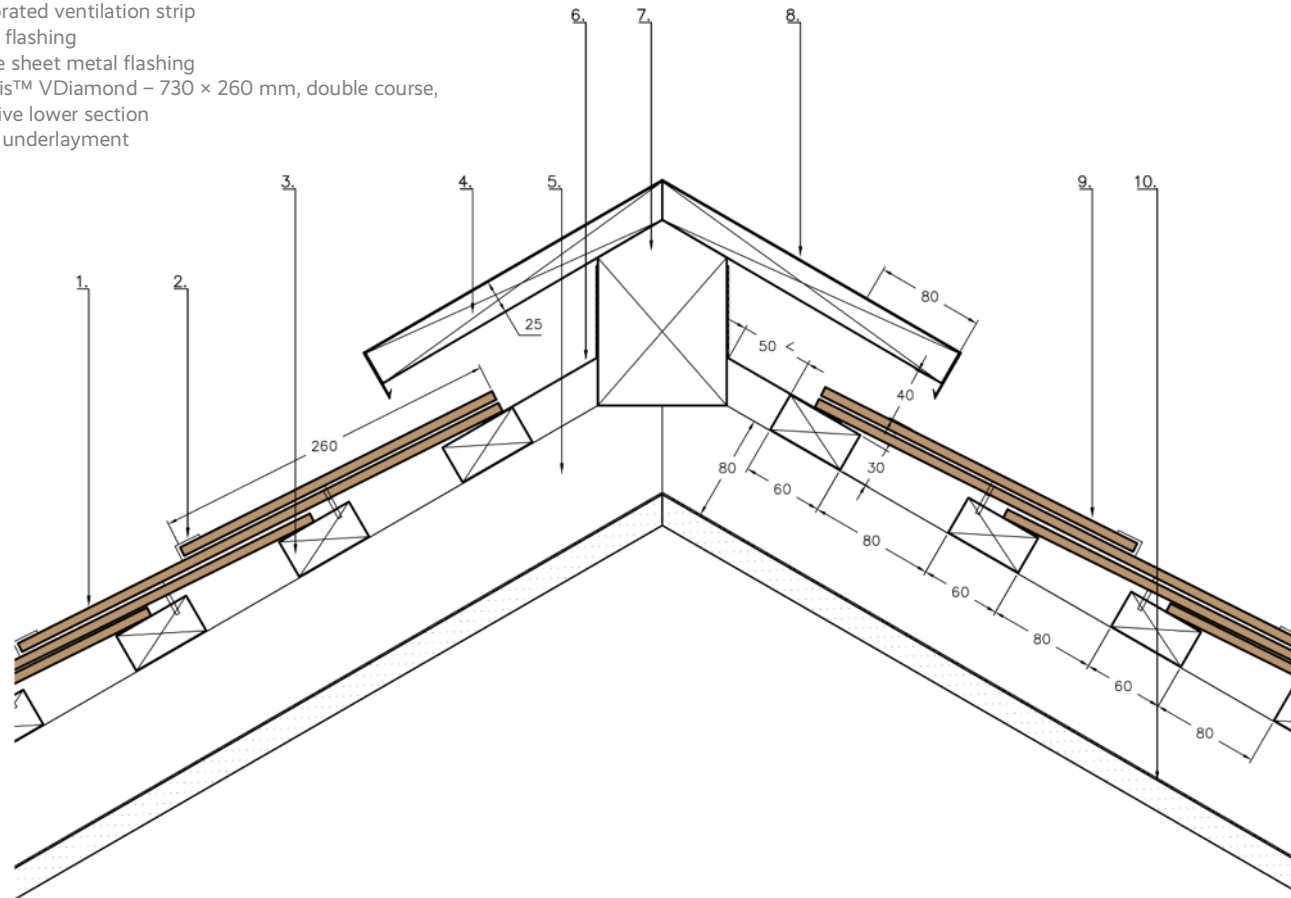 orated ventilation strip
flashing
e sheet metal flashing
is™ VDiamond – 730 × 260 mm, double course,
ive lower section
underlayment
6. 7. 8.
3. 4. 5. 9. 10.
1. 2.
80
25
50 <
40
260
30
80
60
80
60
80
60
80